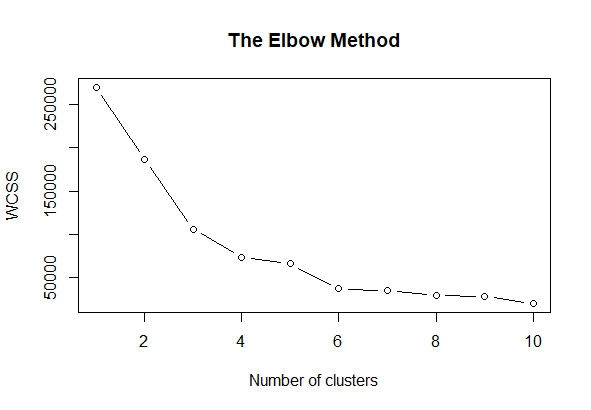 The Elbow Method
WCSS
250000
150000
50000
2 4 6 8 10
Number of clusters